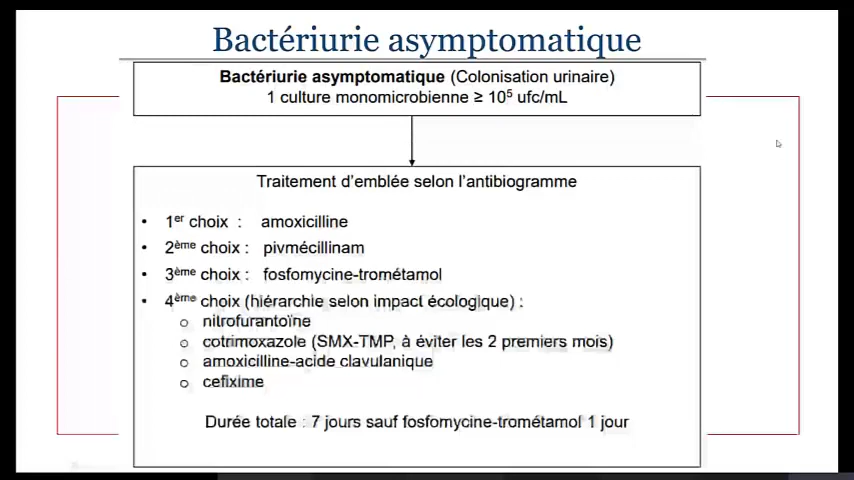 Bactériurie asymptomatique
Bactériurie asymptomatique (Colonisation urinaire)
1 culture monomicrobienne ≥ 10⁵ ufc/mL
Traitement d’emblée selon l’antibiogramme
• 1er choix : amoxicilline
• 2ème choix : pivmécillinam
• 3ème choix : fosfomycine-trométamol
• 4ème choix (hiérarchie selon impact écologique) :
o nitrofurantoïne
o cotrimoxazole (SMX-TMP, à éviter les 2 premiers mois)
o amoxicilline-acide clavulanique
o cefixime
Durée totale : 7 jours sauf fosfomycine-trométamol 1 jour